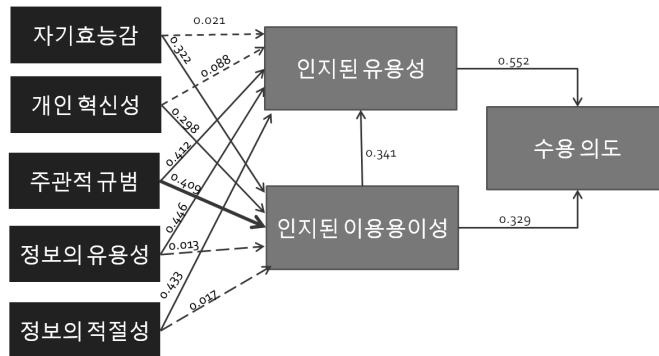 자기효능감
개인 혁신성
주관적 규범
정보의 유용성
정보의 적절성
0.021
0.322
0.088
0.298
0.412
0.409
0.446
0.013
0.433
0.017
인지된 유용성
0.341
인지된 이용용이성
0.552
0.329
수용 의도